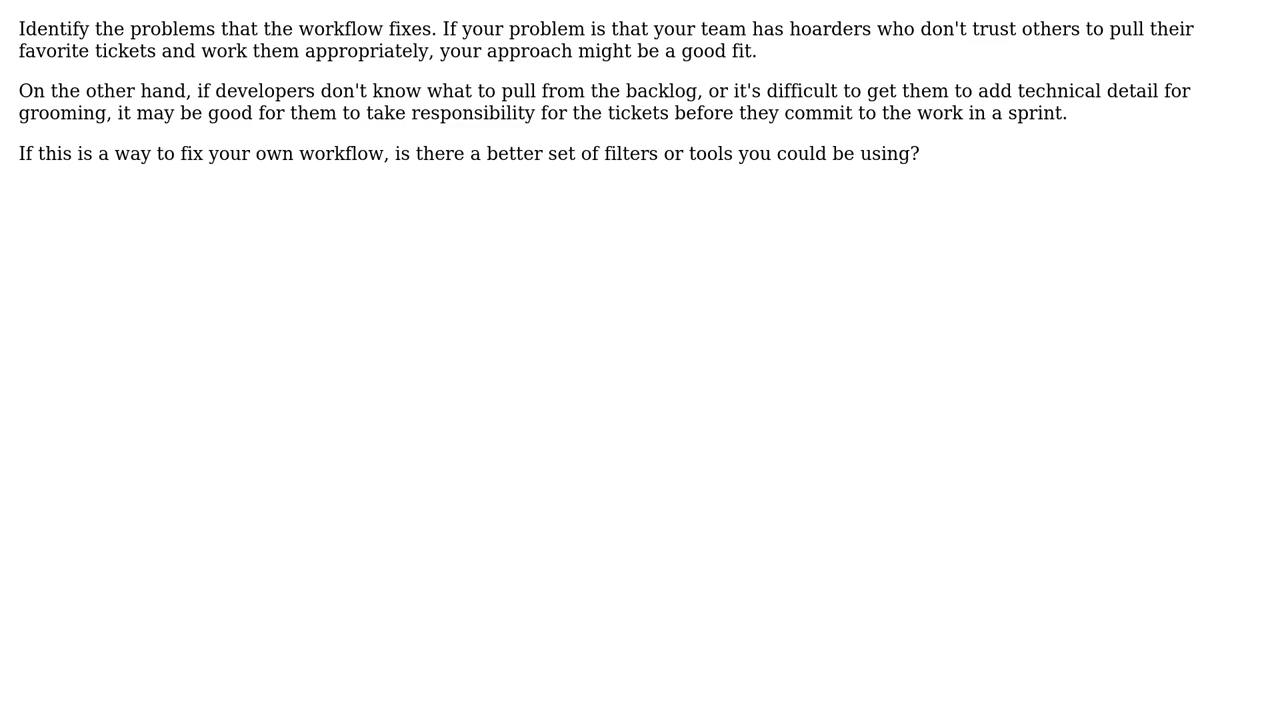 Identify the problems that the workflow fixes. If your problem is that your team has hoarders who don't trust others to pull their
favorite tickets and work them appropriately, your approach might be a good fit.
On the other hand, if developers don't know what to pull from the backlog, or it's difficult to get them to add technical detail for
grooming, it may be good for them to take responsibility for the tickets before they commit to the work in a sprint.
If this is a way to fix your own workflow, is there a better set of filters or tools you could be using?